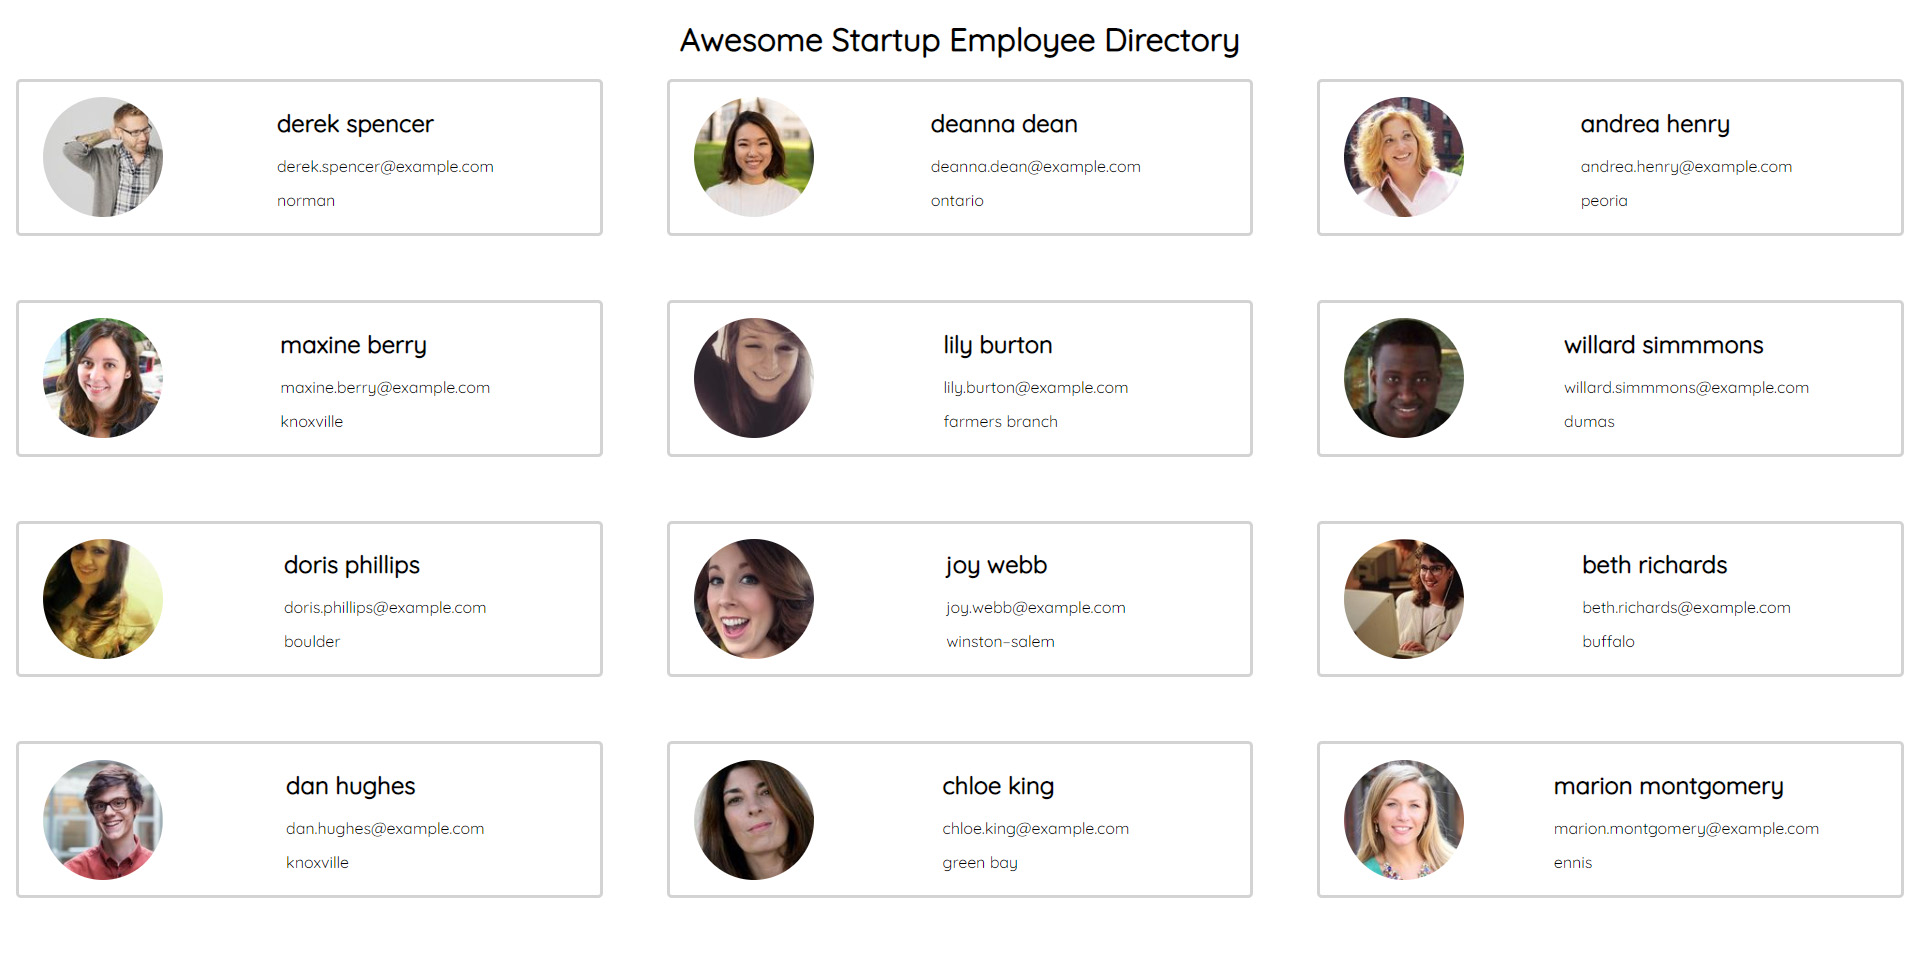 Awesome Startup Employee Directory
derek spencer
derek.spencer@example.com
norman
deanna dean
deanna.dean@example.com
ontario
andrea henry
andrea.henry@example.com
peoria
maxine berry
maxine.berry@example.com
knoxville
lily burton
lily.burton@example.com
farmers branch
willard simmmons
willard.simmmons@example.com
dumas
doris phillips
doris.phillips@example.com
boulder
joy webb
joy.webb@example.com
winston-salem
beth richards
beth.richards@example.com
buffalo
dan hughes
dan.hughes@example.com
knoxville
chloe king
chloe.king@example.com
green bay
marion montgomery
marion.montgomery@example.com
ennis